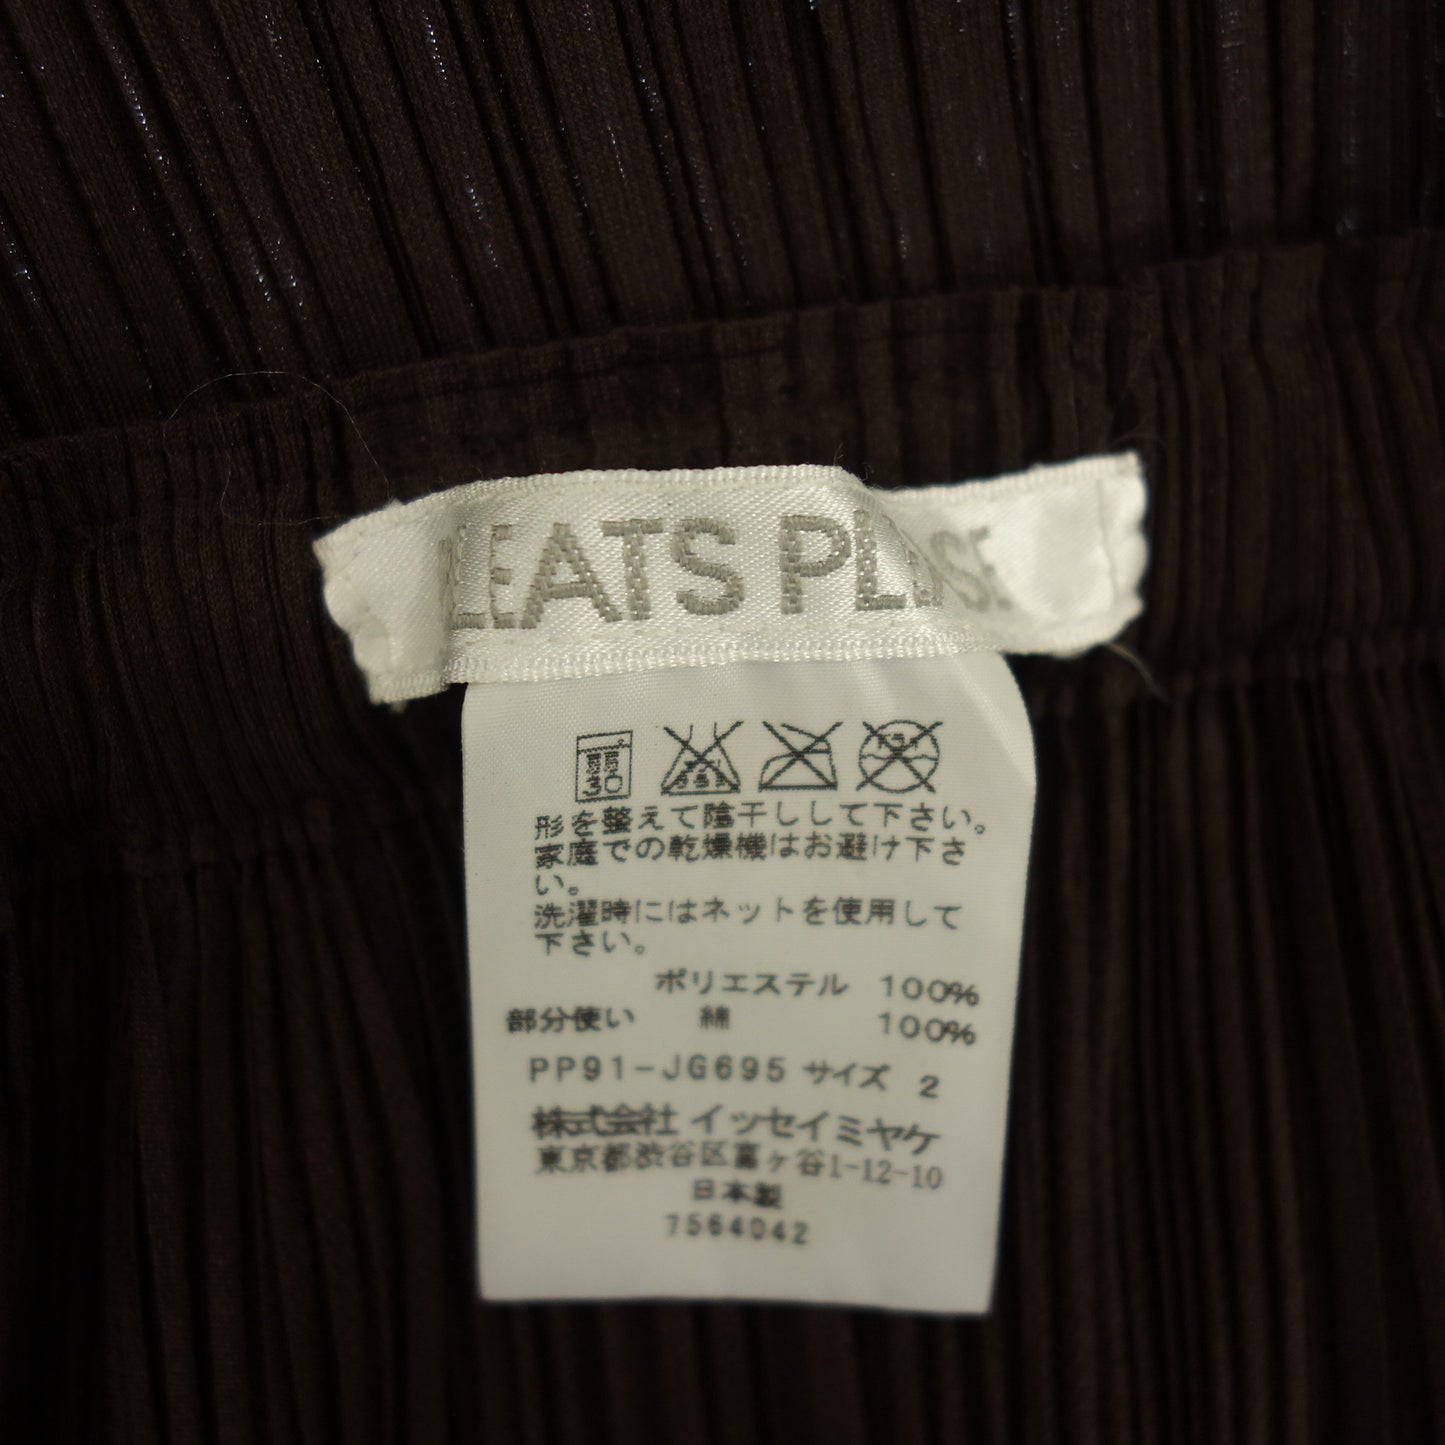 PLEATS PLEASE
30
形を整えて陰干しして下さい。
家庭での乾燥機はお避け下さ
い。
洗濯時にはネットを使用して
下さい。
ポリエステル 100%
部分使い 綿 100%
PP91-JG695 サイズ 2
株式会社 イッセイミヤケ
東京都渋谷区富ヶ谷1-12-10
日本製
7564042